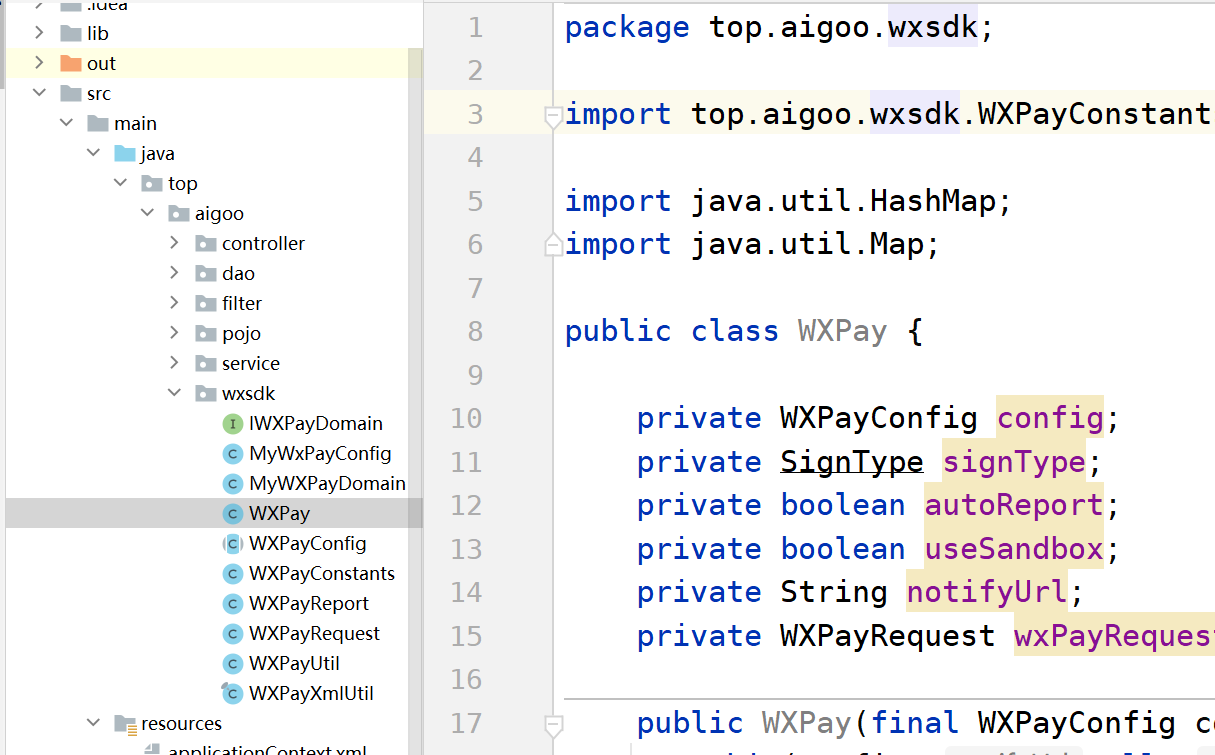 .idea
lib
out
src
main
java
top
aigoo
controller
dao
filter
pojo
service
wxsdk
I IWXPayDomain
C MyWxPayConfig
C MyWXPayDomain
C WXPay
C WXPayConfig
C WXPayConstants
C WXPayReport
C WXPayRequest
C WXPayUtil
C WXPayXmlUtil
resources
applicationContext.xml
1 package top.aigoo.wxsdk;
2
3 import top.aigoo.wxsdk.WXPayConstant
4
5 import java.util.HashMap;
6 import java.util.Map;
7
8 public class WXPay {
9
10 private WXPayConfig config;
11 private SignType signType;
12 private boolean autoReport;
13 private boolean useSandbox;
14 private String notifyUrl;
15 private WXPayRequest wxPayRequest
16
17 public WXPay(final WXPayConfig co